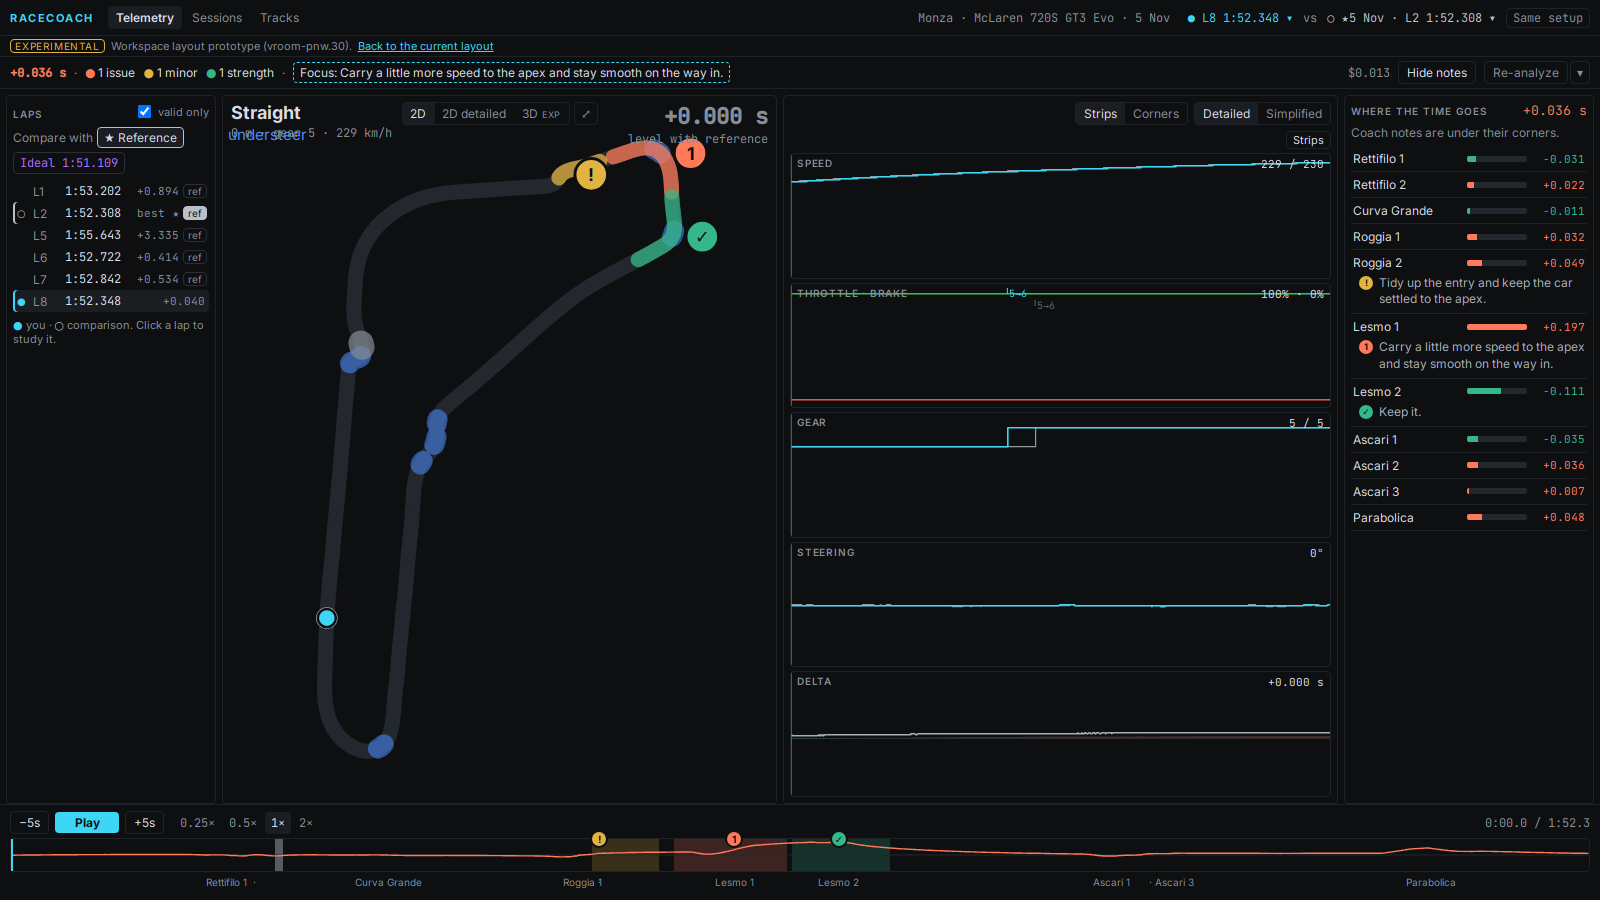 RACECOACH Telemetry Sessions Tracks Monza · McLaren 720S GT3 Evo · 5 Nov ● L8 1:52.348 ▾ vs ○ ★5 Nov · L2 1:52.308 ▾ Same setup
EXPERIMENTAL Workspace layout prototype (vroom-pnw.30). Back to the current layout
+0.036 s · 1 issue 1 minor 1 strength · Focus: Carry a little more speed to the apex and stay smooth on the way in. $0.013 Hide notes Re-analyze ▾
LAPS valid only
Compare with ★ Reference
Ideal 1:51.109
L1 1:53.202 +0.894 ref
L2 1:52.308 best ★ ref
L5 1:55.643 +3.335 ref
L6 1:52.722 +0.414 ref
L7 1:52.842 +0.534 ref
L8 1:52.348 +0.040
● you · ○ comparison. Click a lap to
study it.
Straight 2D 2D detailed 3D EXP ⤢ +0.000 s
5 · 229 km/h level with reference
understeer
! 1 ✓
Strips Corners Detailed Simplified
Strips
SPEED 229 / 230
THROTTLE · BRAKE 5→6 100% · 0%
5→6
GEAR 5 / 5
STEERING 0°
DELTA +0.000 s
WHERE THE TIME GOES +0.036 s
Coach notes are under their corners.
Rettifilo 1 -0.031
Rettifilo 2 +0.022
Curva Grande -0.011
Roggia 1 +0.032
Roggia 2 +0.049
! Tidy up the entry and keep the car
settled to the apex.
Lesmo 1 +0.197
1 Carry a little more speed to the apex
and stay smooth on the way in.
Lesmo 2 -0.111
✓ Keep it.
Ascari 1 -0.035
Ascari 2 +0.036
Ascari 3 +0.007
Parabolica +0.048
−5s Play +5s 0.25× 0.5× 1× 2× 0:00.0 / 1:52.3
! 1 ✓
Rettifilo 1 · Curva Grande Roggia 1 Lesmo 1 Lesmo 2 Ascari 1 · Ascari 3 Parabolica